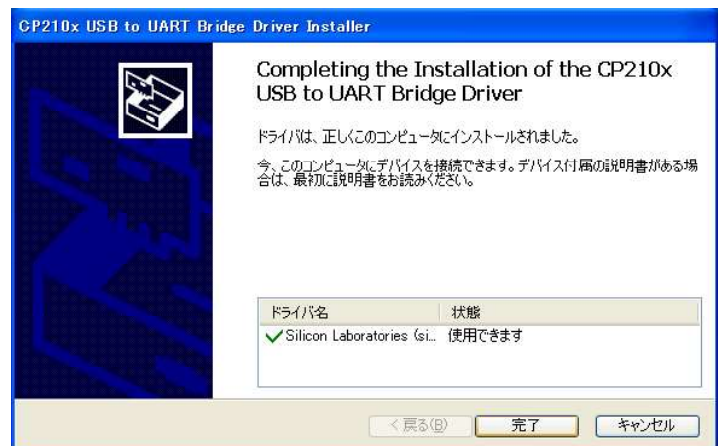 CP210x USB to UART Bridge Driver Installer
Completing the Installation of the CP210x
USB to UART Bridge Driver
ドライバは、正しくこのコンピュータにインストールされました。
今、このコンピュータにデバイスを接続できます。デバイス付属の説明書がある場
合は、最初に説明書をお読みください。
ドライバ名 状態
Silicon Laboratories (si... 使用できます
< 戻る(B) 完了 キャンセル